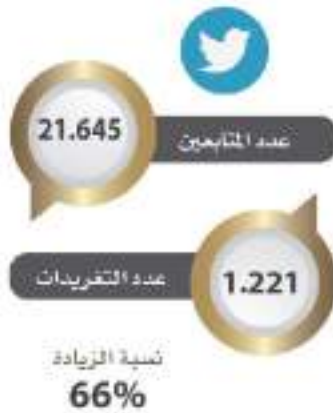 21.645
عدد المتابعين
عدد التغريدات
1.221
نسبة الزيادة
66%